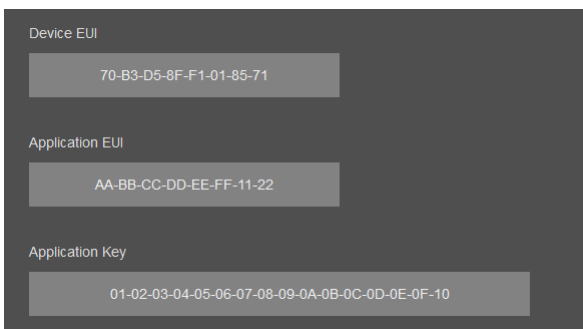 Device EUI
70-B3-D5-8F-F1-01-85-71
Application EUI
AA-BB-CC-DD-EE-FF-11-22
Application Key
01-02-03-04-05-06-07-08-09-0A-0B-0C-0D-0E-0F-10